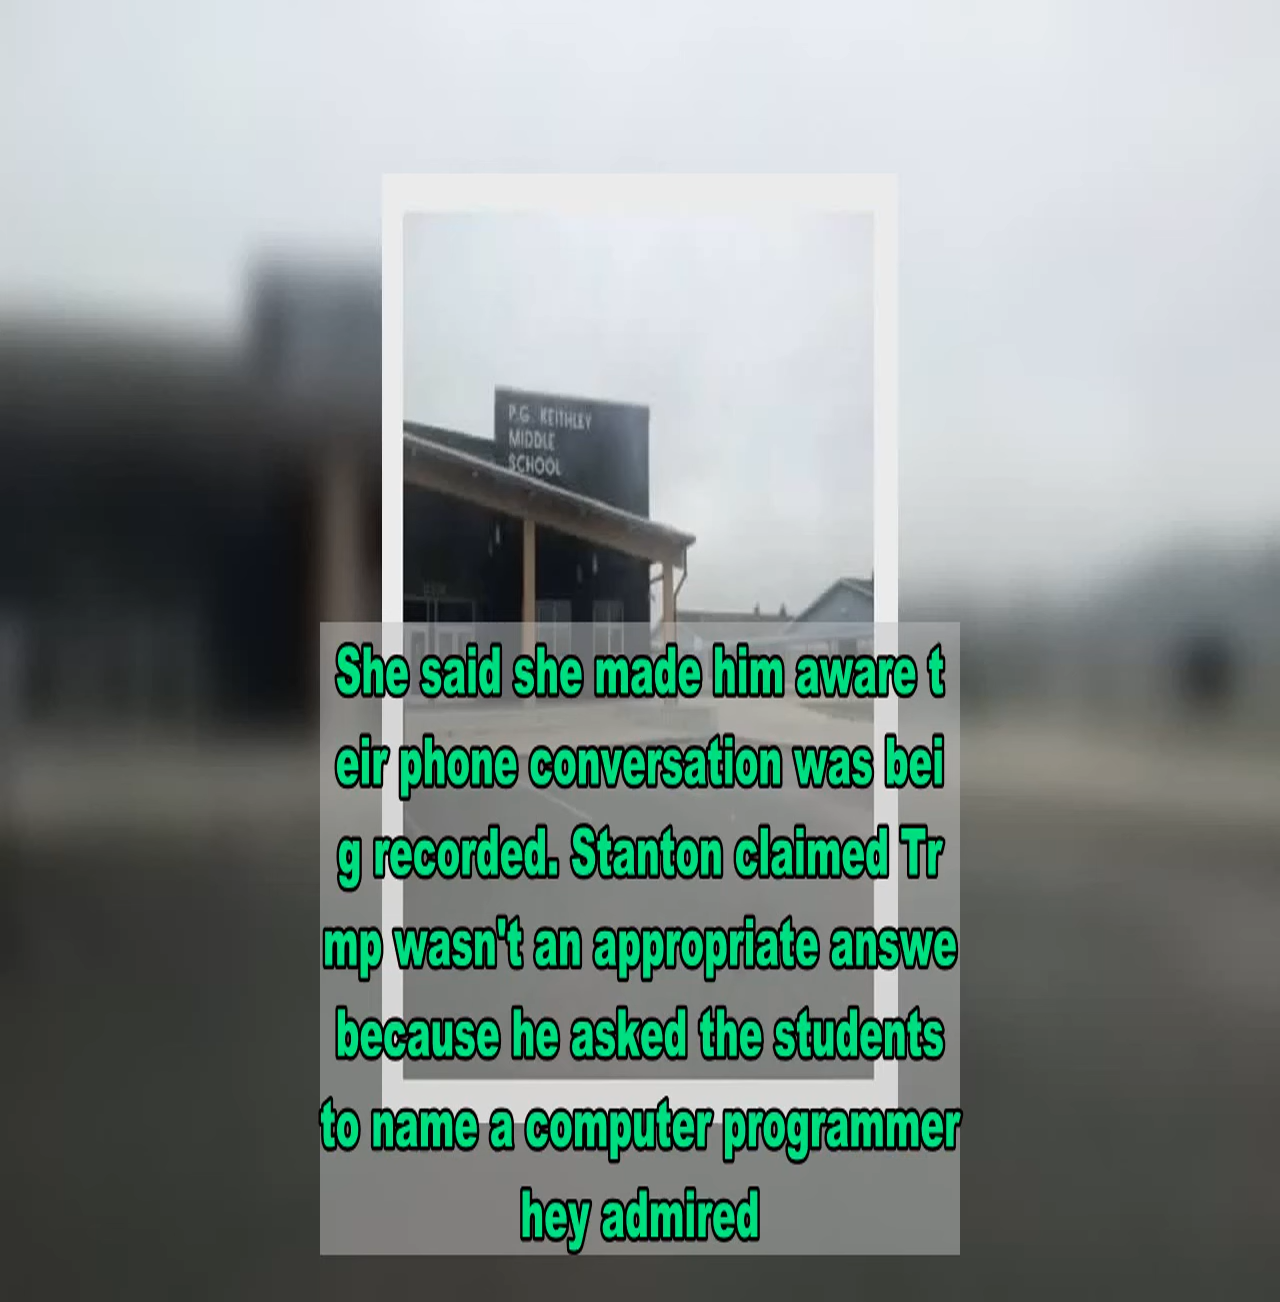 P.G. KEITHLEY
MIDDLE
SCHOOL
She said she made him aware t
eir phone conversation was bei
g recorded. Stanton claimed Tr
mp wasn't an appropriate answe
because he asked the students
to name a computer programmer
hey admired